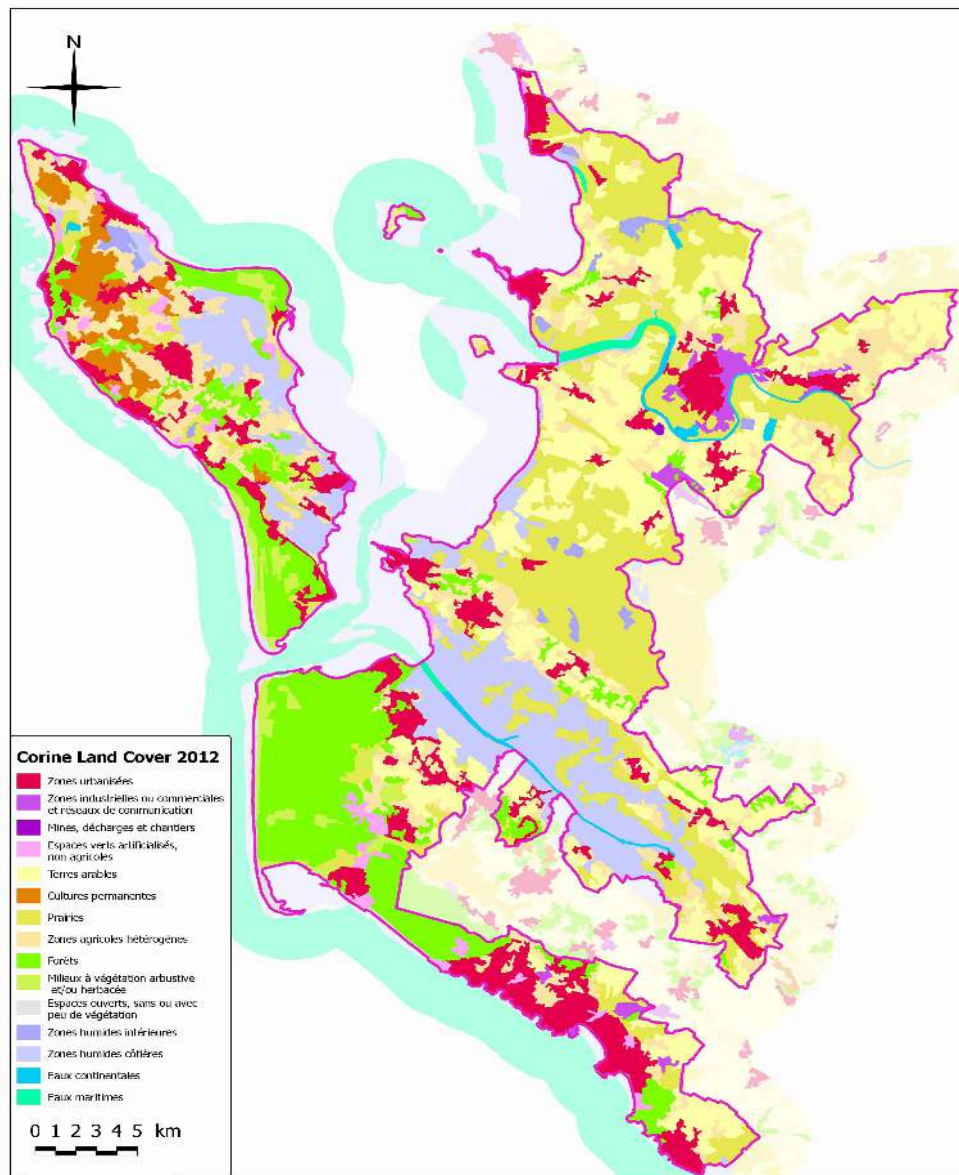 N
Corine Land Cover 2012
Zones urbanisées
Zones industrielles ou commerciales
et réseaux de communication
Mines, décharges et chantiers
Espaces verts artificialisés,
non agricoles
Terres arables
Cultures permanentes
Prairies
Zones agricoles hétérogènes
Forêts
Milieux à végétation arbustive
et/ou herbacée
Espaces ouverts, sans ou avec
peu de végétation
Zones humides intérieures
Zones humides côtières
Eaux continentales
Eaux maritimes
0 1 2 3 4 5 km